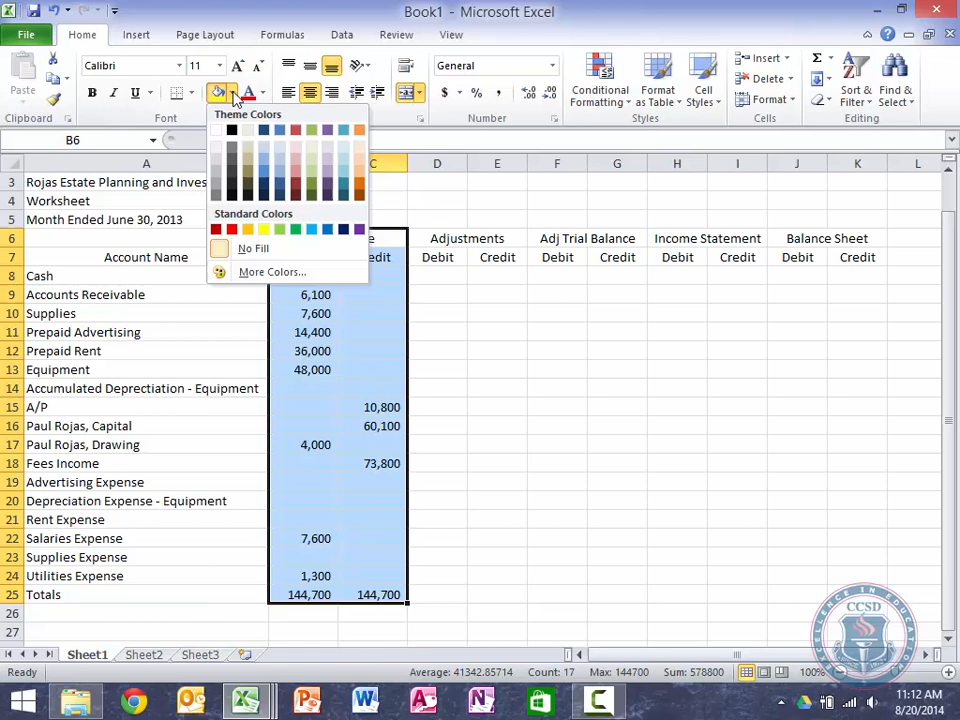 Book1 - Microsoft Excel
File Home Insert Page Layout Formulas Data Review View
Calibri 11 General
Paste
B I U
$ % ,
Conditional Formatting
Format as Table
Cell Styles
Insert
Delete
Format
Sort & Filter
Find & Select
Clipboard Font Number Styles Cells Editing
Theme Colors
Standard Colors
No Fill
More Colors...
B6
A C D E F G H I J K L
3 Rojas Estate Planning and Inves
4 Worksheet
5 Month Ended June 30, 2013
6 e Adjustments Adj Trial Balance Income Statement Balance Sheet
7 Account Name edit Debit Credit Debit Credit Debit Credit Debit Credit
8 Cash
9 Accounts Receivable 6,100
10 Supplies 7,600
11 Prepaid Advertising 14,400
12 Prepaid Rent 36,000
13 Equipment 48,000
14 Accumulated Depreciation - Equipment
15 A/P 10,800
16 Paul Rojas, Capital 60,100
17 Paul Rojas, Drawing 4,000
18 Fees Income 73,800
19 Advertising Expense
20 Depreciation Expense - Equipment
21 Rent Expense
22 Salaries Expense 7,600
23 Supplies Expense
24 Utilities Expense 1,300
25 Totals 144,700 144,700
26
27
CCSD
EXCELLENCE IN EDUCATION
Sheet1 Sheet2 Sheet3
Ready Average: 41342.85714 Count: 17 Max: 144700 Sum: 578800 100%
11:12 AM
8/20/2014